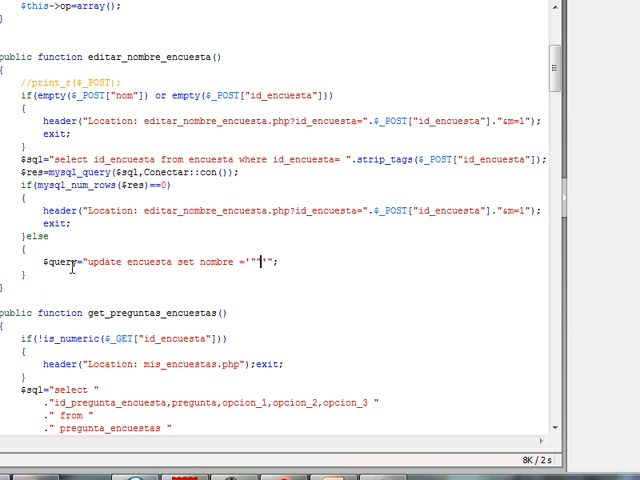 $this->op=array();
}
public function editar_nombre_encuesta()
{
//print_r($_POST);
if(empty($_POST["nom"]) or empty($_POST["id_encuesta"]))
{
header("Location: editar_nombre_encuesta.php?id_encuesta=".$_POST["id_encuesta"]."&m=1");
exit;
}
$sql="select id_encuesta from encuesta where id_encuesta= ".strip_tags($_POST["id_encuesta"]);
$res=mysql_query($sql,Conectar::con());
if(mysql_num_rows($res)==0)
{
header("Location: editar_nombre_encuesta.php?id_encuesta=".$_POST["id_encuesta"]."&m=1");
exit;
}else
{
$query="update encuesta set nombre ='""'";
}
}
public function get_preguntas_encuestas()
{
if(!is_numeric($_GET["id_encuesta"]))
{
header("Location: mis_encuestas.php");exit;
}
$sql="select "
."id_pregunta_encuesta,pregunta,opcion_1,opcion_2,opcion_3 "
." from "
." pregunta_encuestas "
8K / 2 s